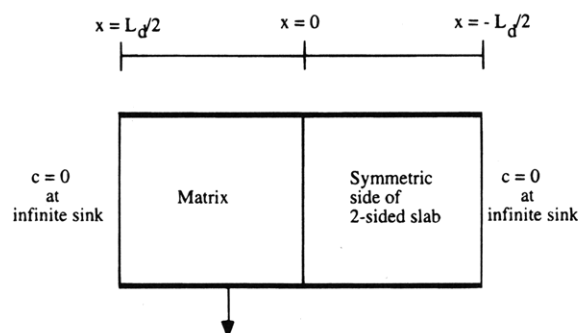 x = L_d/2
x = 0
x = -L_d/2
c = 0
at
infinite sink
Matrix
Symmetric
side of
2-sided slab
c = 0
at
infinite sink